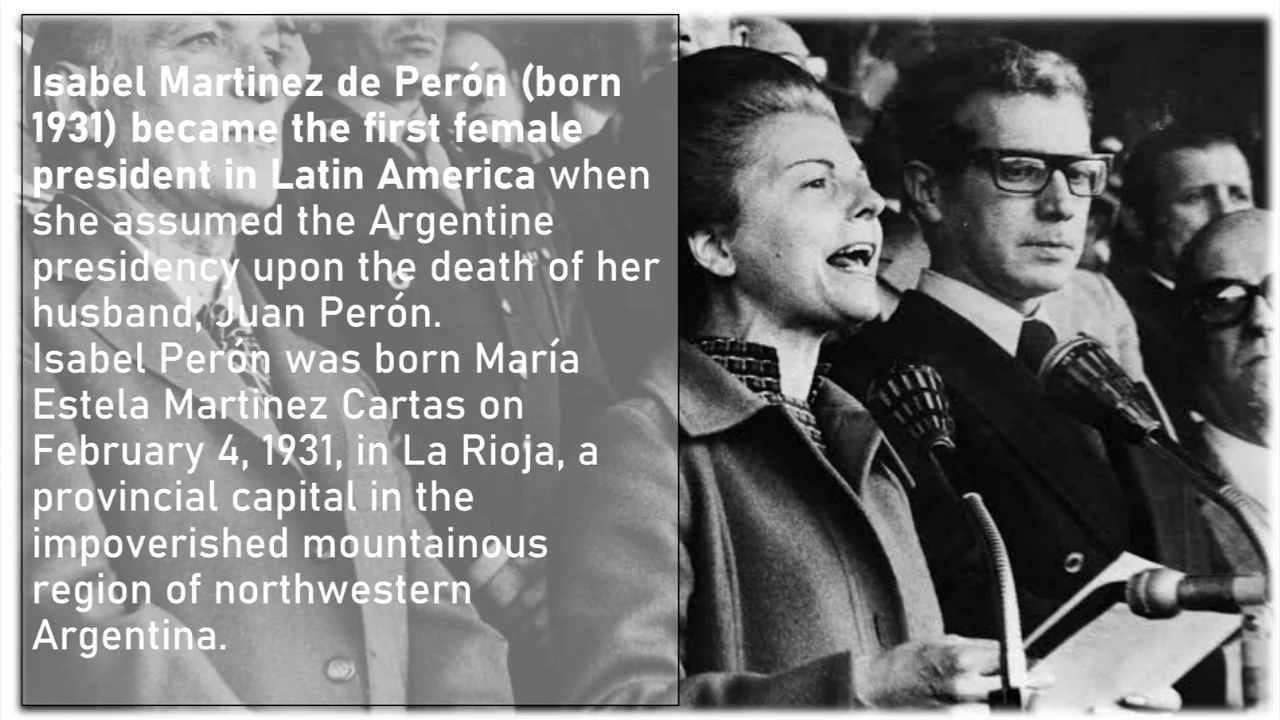 Isabel Martinez de Perón (born
1931) became the first female
president in Latin America when
she assumed the Argentine
presidency upon the death of her
husband, Juan Perón.
Isabel Perón was born María
Estela Martinez Cartas on
February 4, 1931, in La Rioja, a
provincial capital in the
impoverished mountainous
region of northwestern
Argentina.